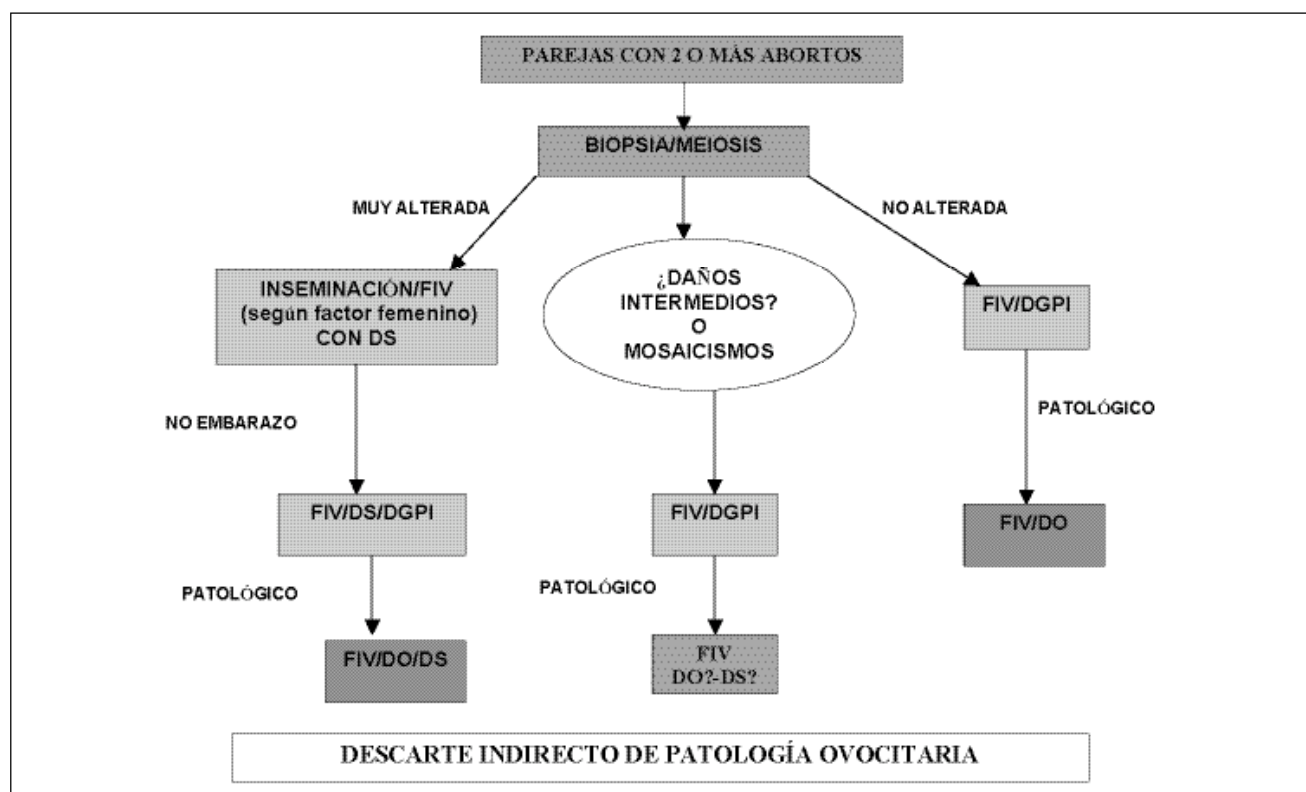 PAREJAS CON 2 O MÁS ABORTOS
BIOPSIA/MEIOSIS
MUY ALTERADA
NO ALTERADA
INSEMINACIÓN/FIV
(según factor femenino)
CON DS
¿DAÑOS
INTERMEDIOS?
O
MOSAICISMOS
FIV/DGPI
NO EMBARAZO
PATOLÓGICO
FIV/DS/DGPI
FIV/DGPI
FIV/DO
PATOLÓGICO
PATOLÓGICO
FIV/DO/DS
FIV
DO?-DS?
DESCARTE INDIRECTO DE PATOLOGÍA OVOCITARIA